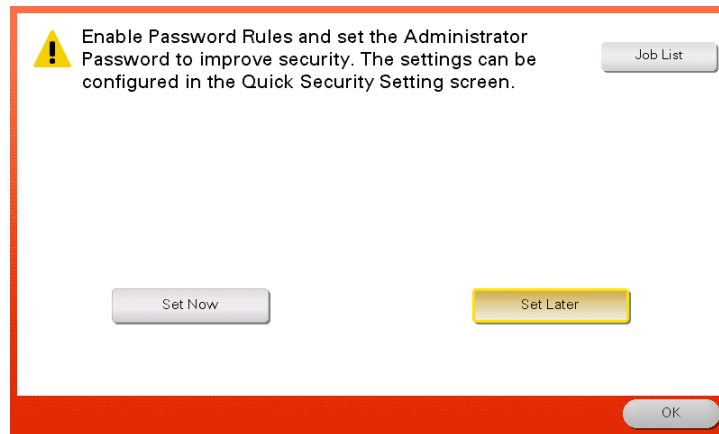 Enable Password Rules and set the Administrator
Password to improve security. The settings can be
configured in the Quick Security Setting screen.
Job List
Set Now
Set Later
OK